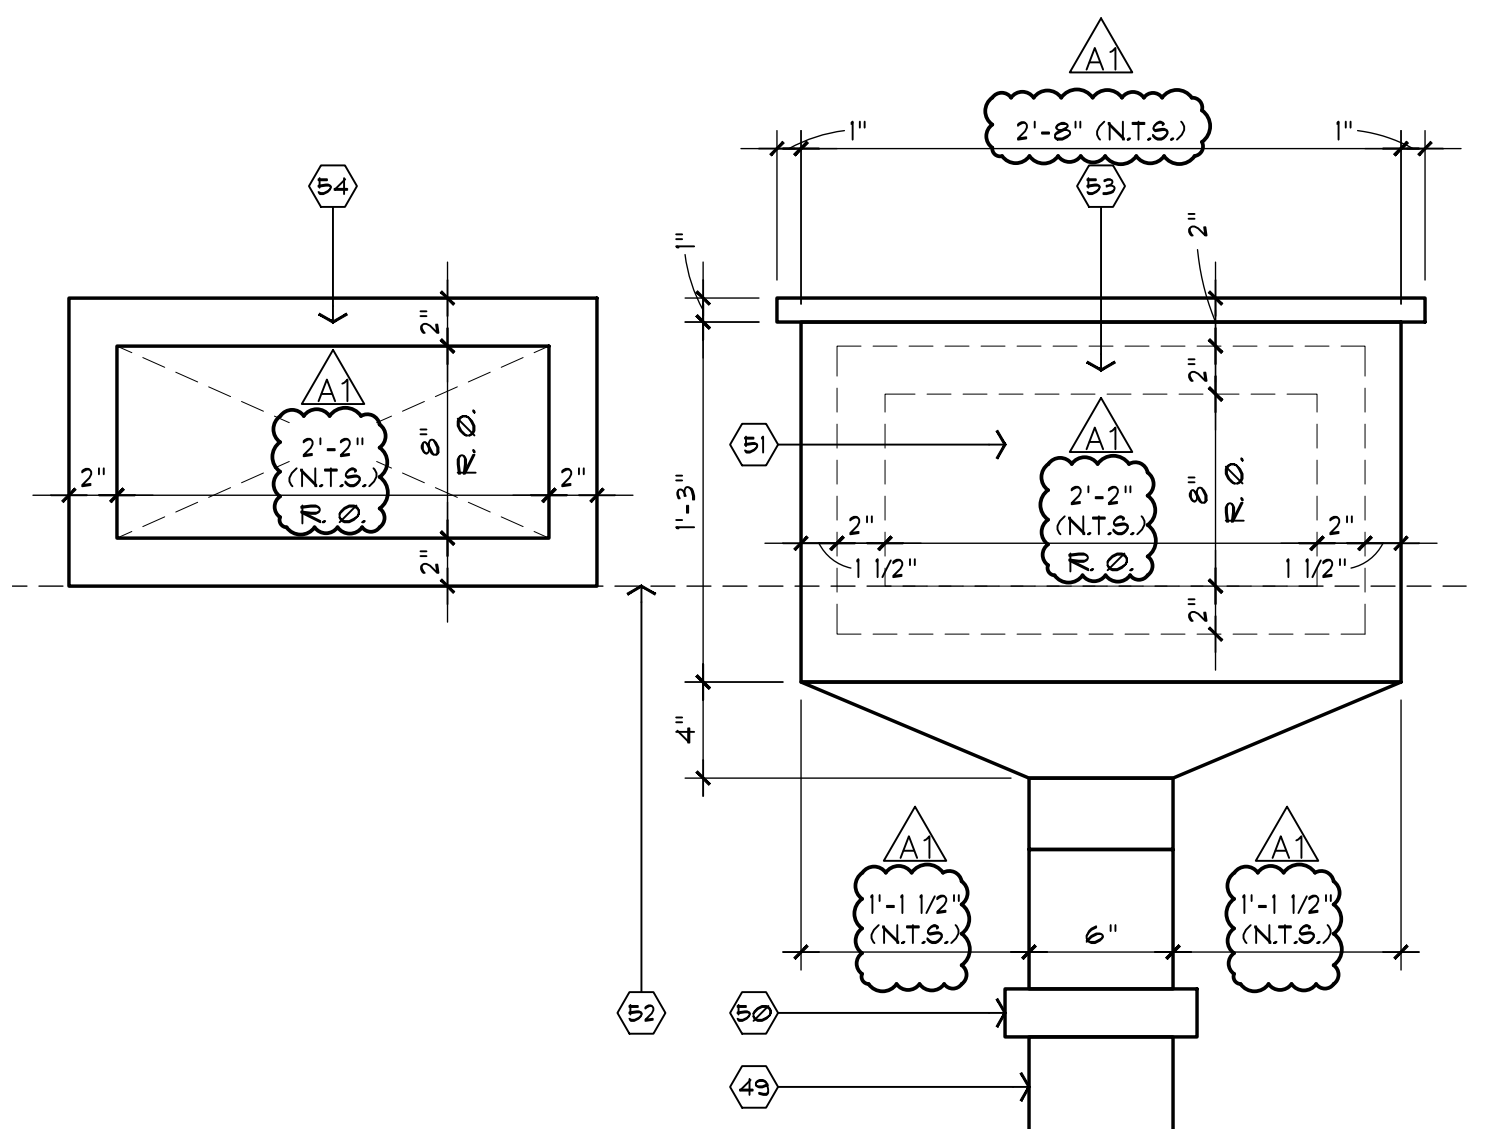 A1
2'-8" (N.T.S.)
1"
1"
54
53
2"
1"
2"
2"
A1
2'-2"
(N.T.S.)
R. Ø.
8"
R. Ø.
2"
2"
2"
51
A1
2'-2"
(N.T.S.)
R. Ø.
8"
R. Ø.
1'-3"
2"
2"
1 1/2"
1 1/2"
2"
4"
A1
1'-1 1/2"
(N.T.S.)
6"
A1
1'-1 1/2"
(N.T.S.)
52
50
49